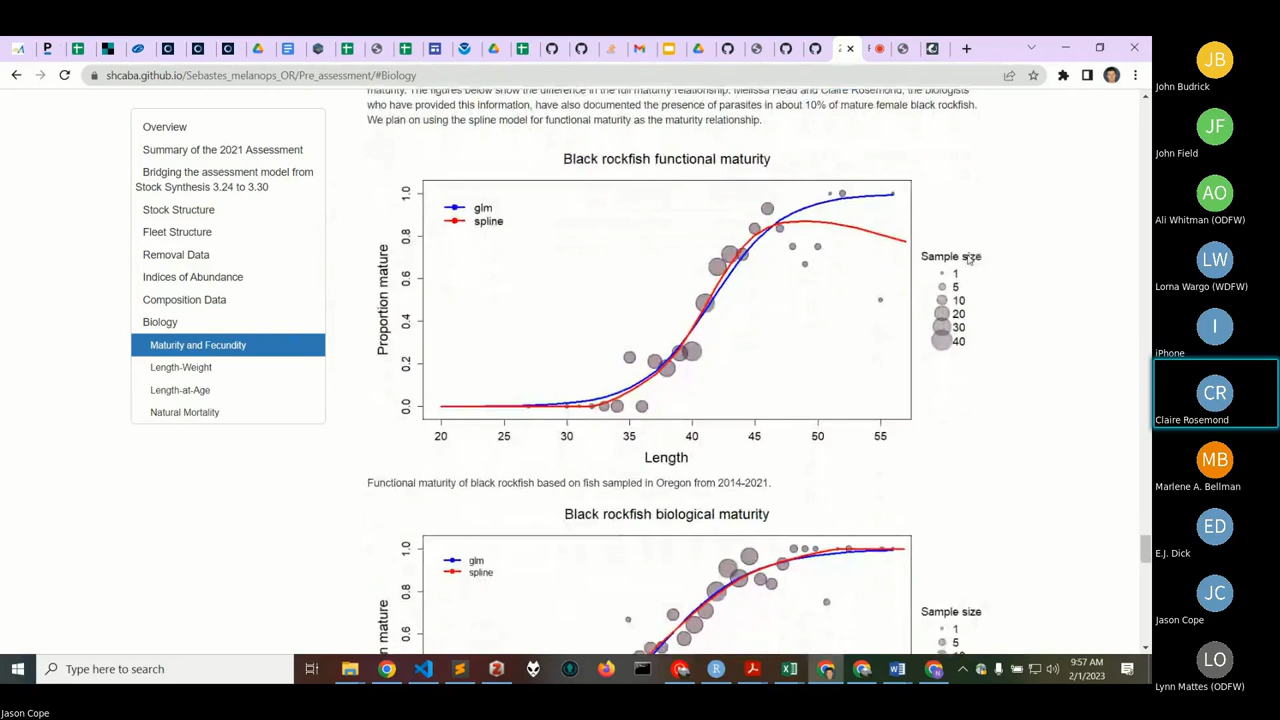 shcaba.github.io/Sebastes_melanops_OR/Pre_assessment/#Biology
maturity. The figures below show the difference in the full maturity relationship. Melissa Head and Claire Rosemond, the biologists
who have provided this information, have also documented the presence of parasites in about 10% of mature female black rockfish.
We plan on using the spline model for functional maturity as the maturity relationship.
Overview
Summary of the 2021 Assessment
Bridging the assessment model from
Stock Synthesis 3.24 to 3.30
Stock Structure
Fleet Structure
Removal Data
Indices of Abundance
Composition Data
Biology
Maturity and Fecundity
Length-Weight
Length-at-Age
Natural Mortality
Black rockfish functional maturity
glm
spline
Proportion mature
0.0 0.2 0.4 0.6 0.8 1.0
20 25 30 35 40 45 50 55
Length
Sample size
1
5
10
20
30
40
Functional maturity of black rockfish based on fish sampled in Oregon from 2014-2021.
Black rockfish biological maturity
glm
spline
n mature
0.6 0.8 1.0
Sample size
1
5
Type here to search
9:57 AM
2/1/2023
JB
John Budrick
JF
John Field
AO
Ali Whitman (ODFW)
LW
Lorna Wargo (WDFW)
I
iPhone
CR
Claire Rosemond
MB
Marlene A. Bellman
ED
E.J. Dick
JC
Jason Cope
LO
Lynn Mattes (ODFW)
Jason Cope